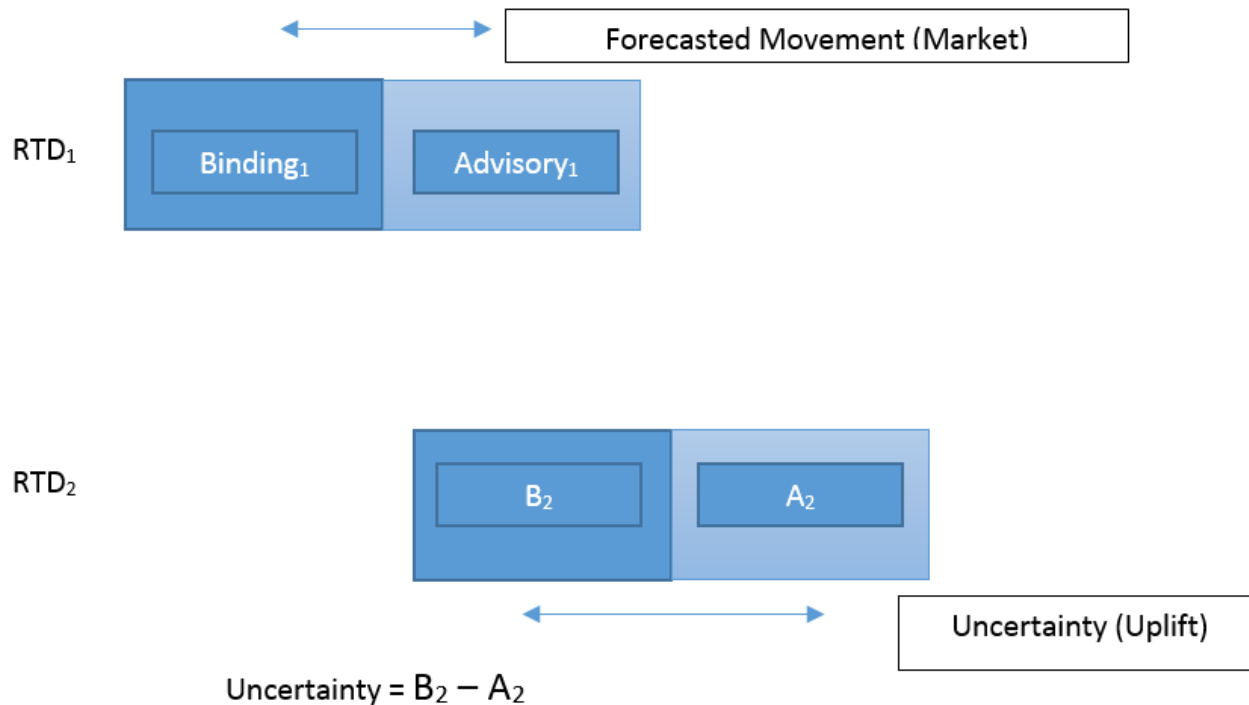 Forecasted Movement (Market)
RTD₁
Binding₁
Advisory₁
RTD₂
B₂
A₂
Uncertainty (Uplift)
Uncertainty = B₂ – A₂